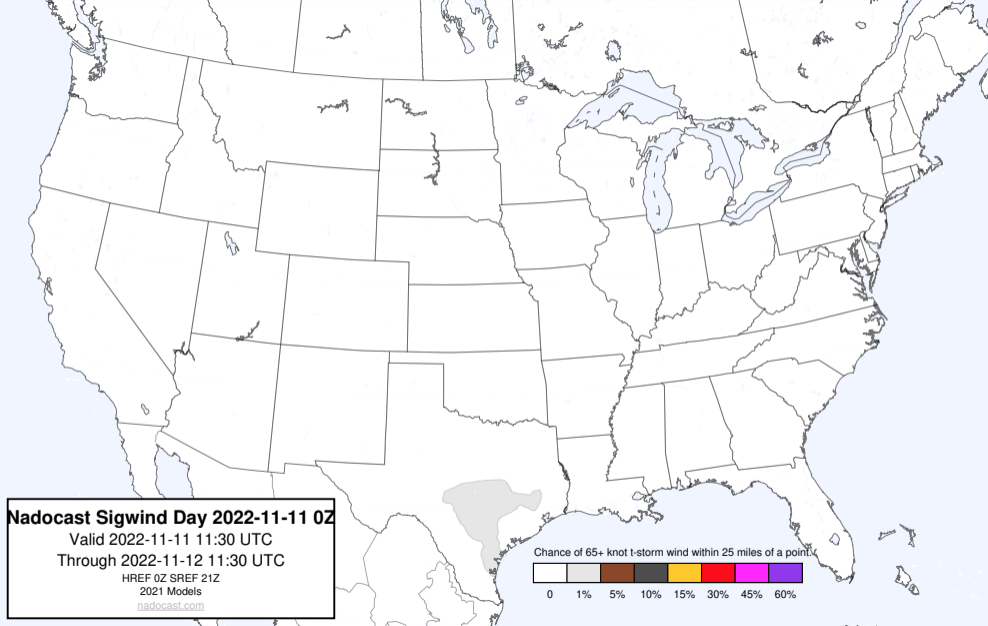 Nadocast Sigwind Day 2022-11-11 0Z
Valid 2022-11-11 11:30 UTC
Through 2022-11-12 11:30 UTC
HREF 0Z SREF 21Z
2021 Models
nadocast.com
Chance of 65+ knot t-storm wind within 25 miles of a point.
0 1% 5% 10% 15% 30% 45% 60%